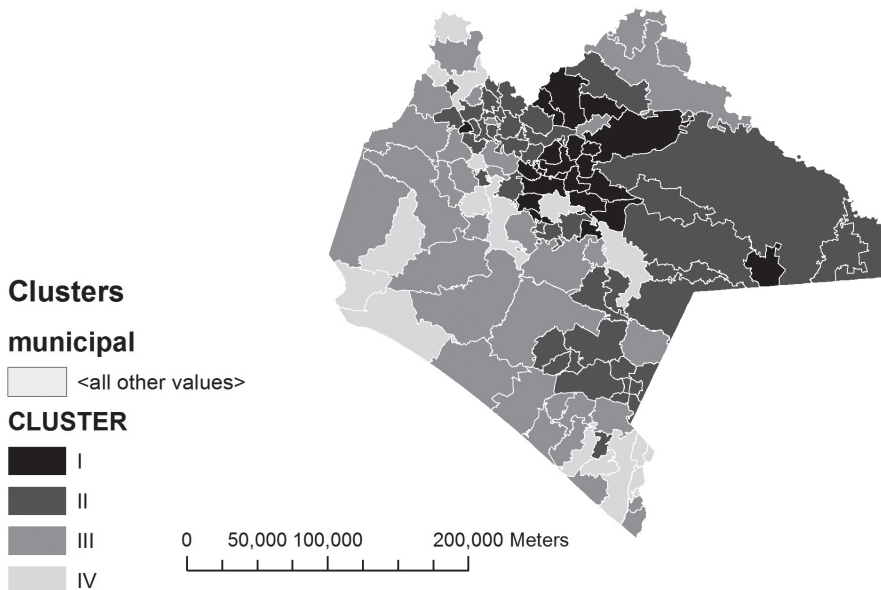 Clusters
municipal
<all other values>
CLUSTER
I
II
III
IV
0 50,000 100,000 200,000 Meters